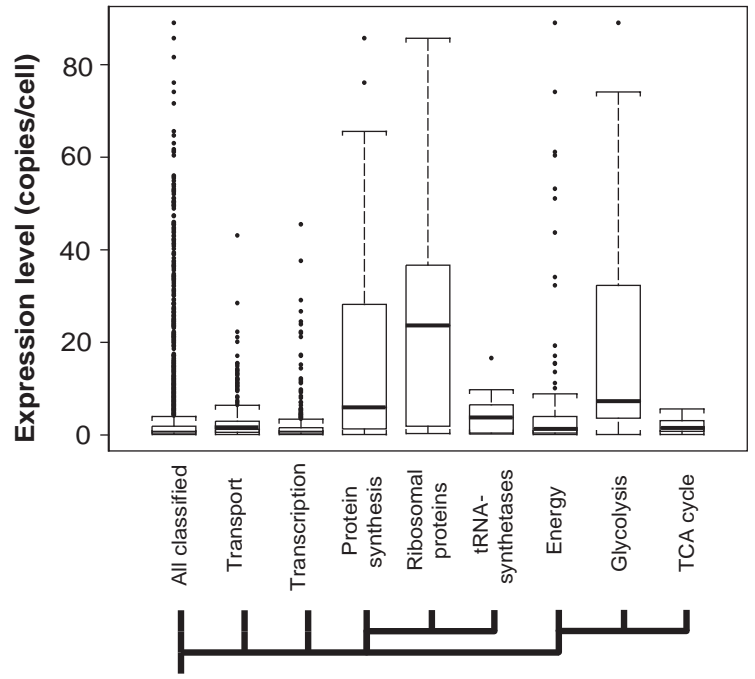 Expression level (copies/cell)
80
60
40
20
0
All classified
Transport
Transcription
Protein
synthesis
Ribosomal
proteins
tRNA-
synthetases
Energy
Glycolysis
TCA cycle